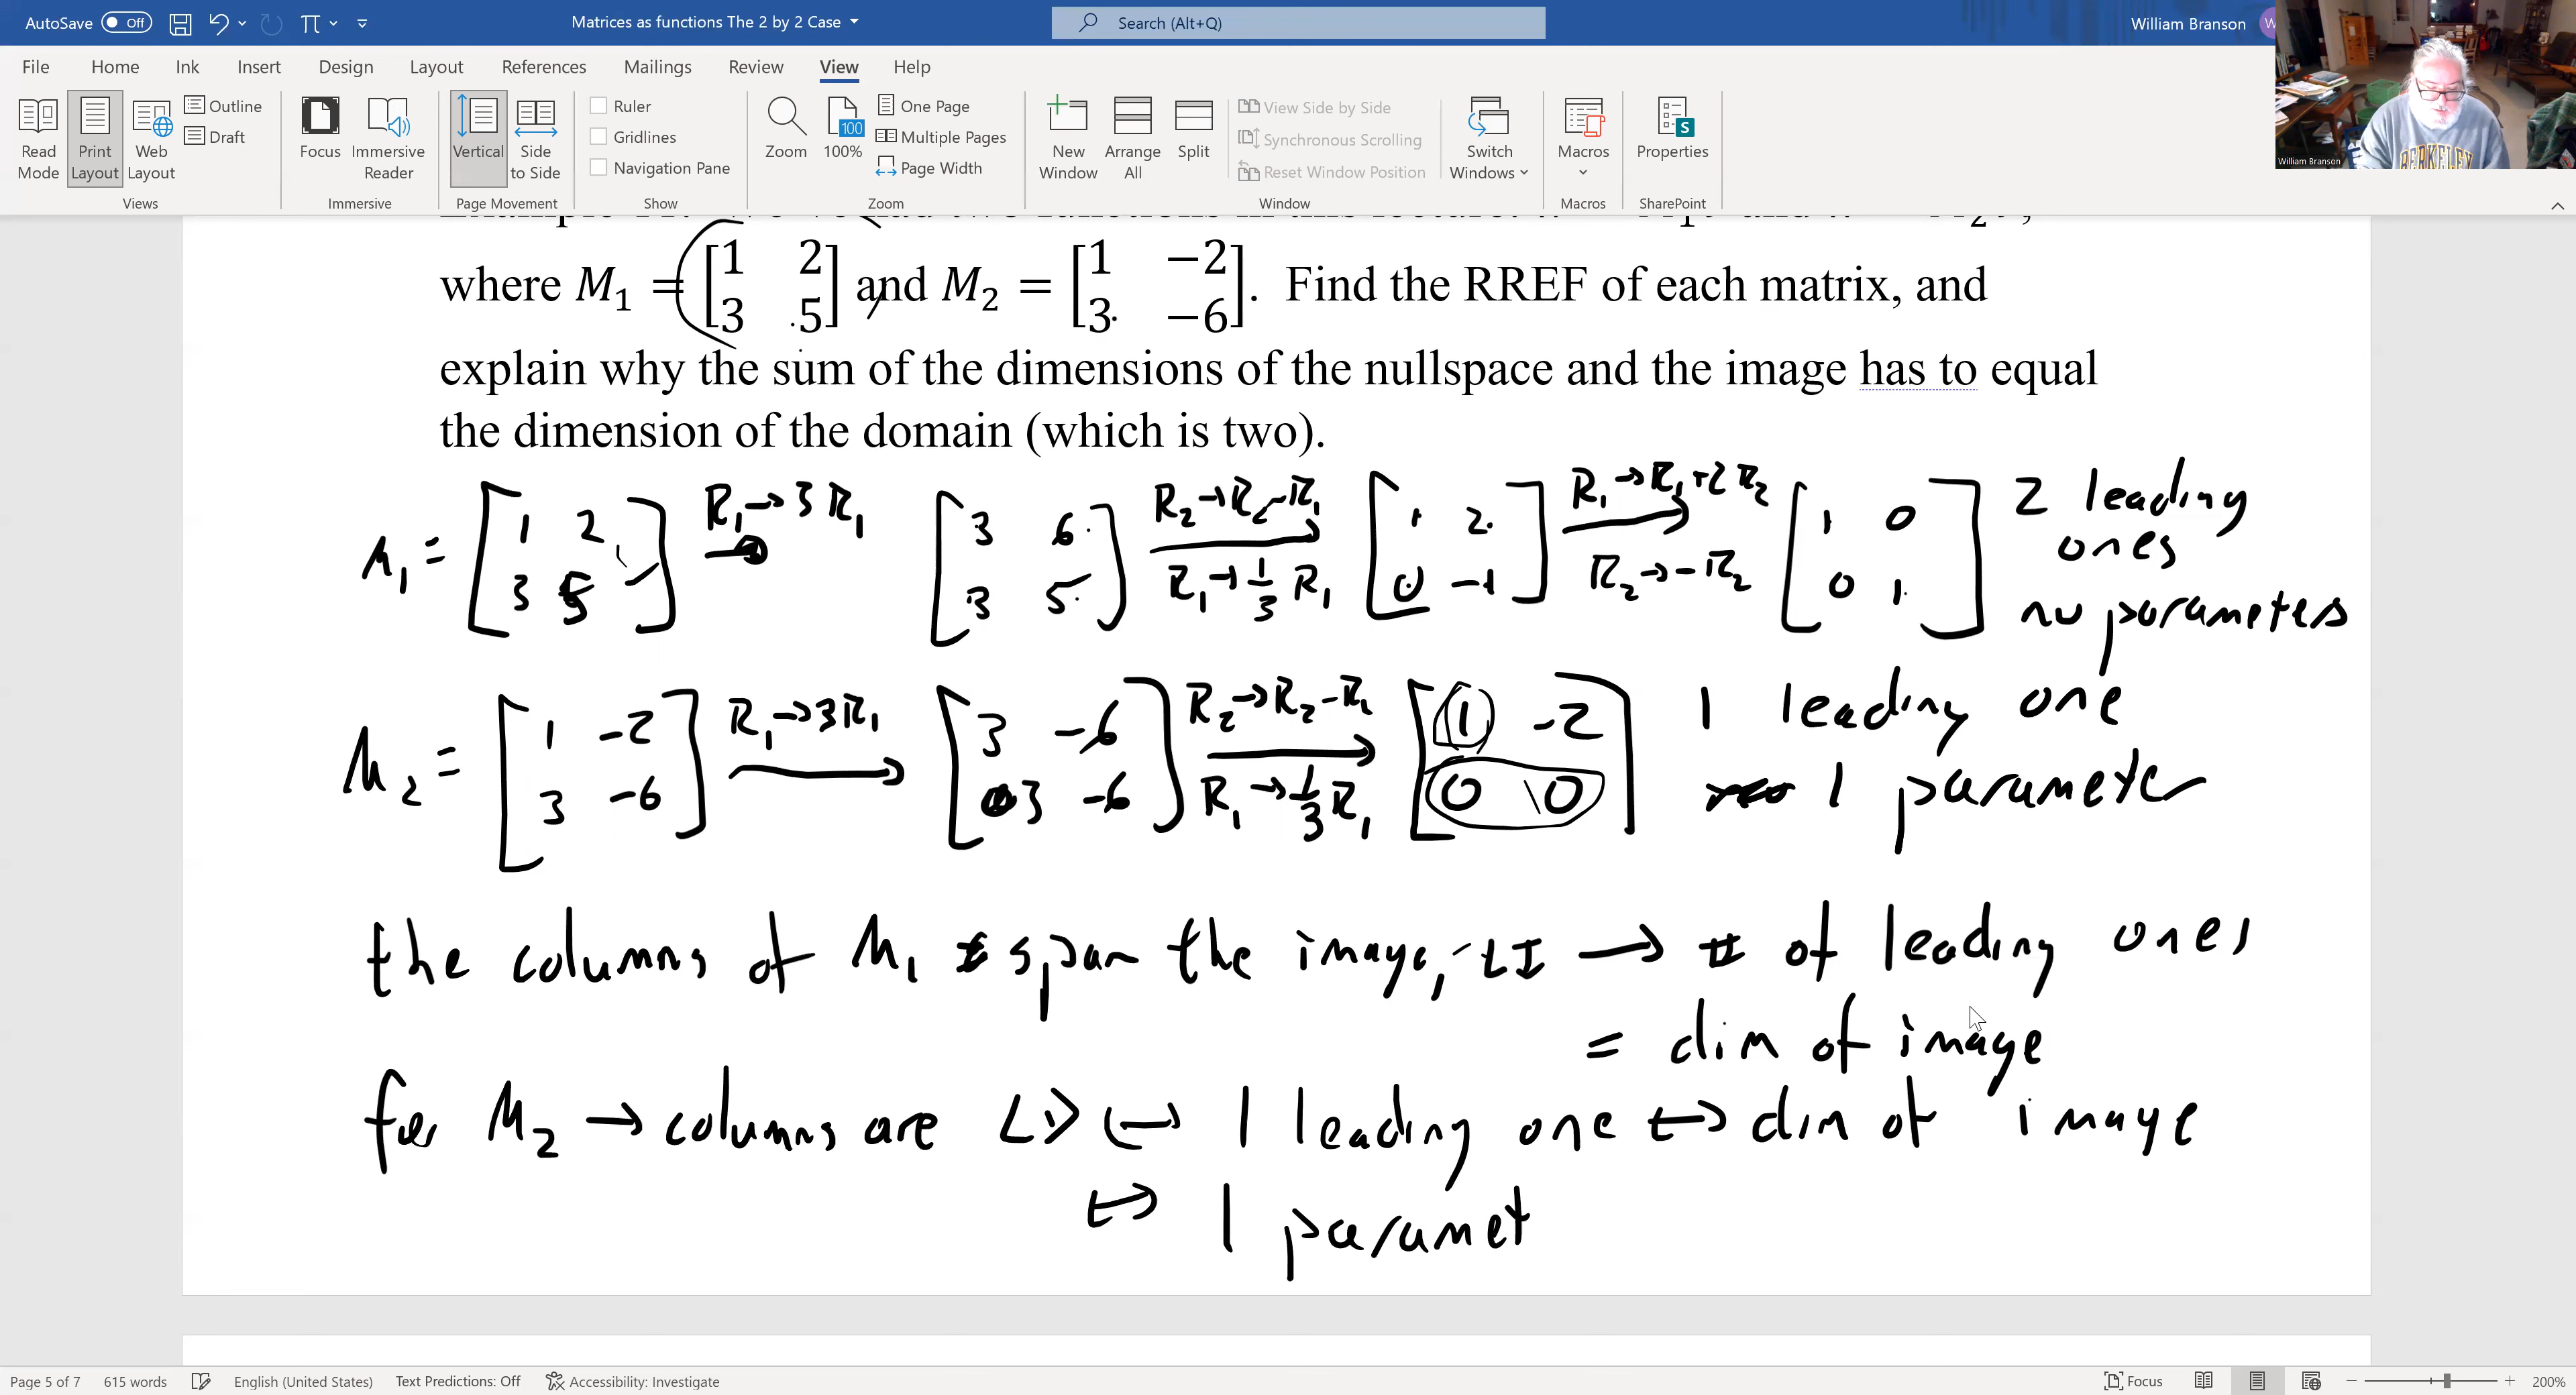 AutoSave Off
Matrices as functions The 2 by 2 Case
Search (Alt+Q)
William Branson
File Home Ink Insert Design Layout References Mailings Review View Help
Read Mode
Print Layout
Web Layout
Outline
Draft
Views
Focus
Immersive Reader
Immersive
Vertical
Side to Side
Page Movement
Ruler
Gridlines
Navigation Pane
Show
Zoom
100
100%
One Page
Multiple Pages
Page Width
Zoom
New Window
Arrange All
Split
View Side by Side
Synchronous Scrolling
Reset Window Position
Switch Windows
Window
Macros
Macros
S
Properties
SharePoint
William Branson
BERKELEY
where M₁ = [1 2; 3 5] and M₂ = [1 −2; 3 −6]. Find the RREF of each matrix, and
explain why the sum of the dimensions of the nullspace and the image has to equal
the dimension of the domain (which is two).
M₁ = [1 2; 3 5] R₁→3R₁ [3 6; 3 5] R₂→R₂−R₁ R₁→1/3 R₁ [1 2; 0 −1] R₁→R₁+2R₂ R₂→−R₂ [1 0; 0 1] 2 leading
ones
no parameters
M₂ = [1 −2; 3 −6] R₁→3R₁ [3 −6; 3 −6] R₂→R₂−R₁ R₁→1/3 R₁ [1 −2; 0 0] 1 leading one
1 parameter
the columns of M₁ span the image, LI → # of leading ones
= dim of image
for M₂ → columns are LD ↔ 1 leading one ↔ dim of image
↔ 1 paramet
Page 5 of 7 615 words English (United States) Text Predictions: Off Accessibility: Investigate Focus 200%